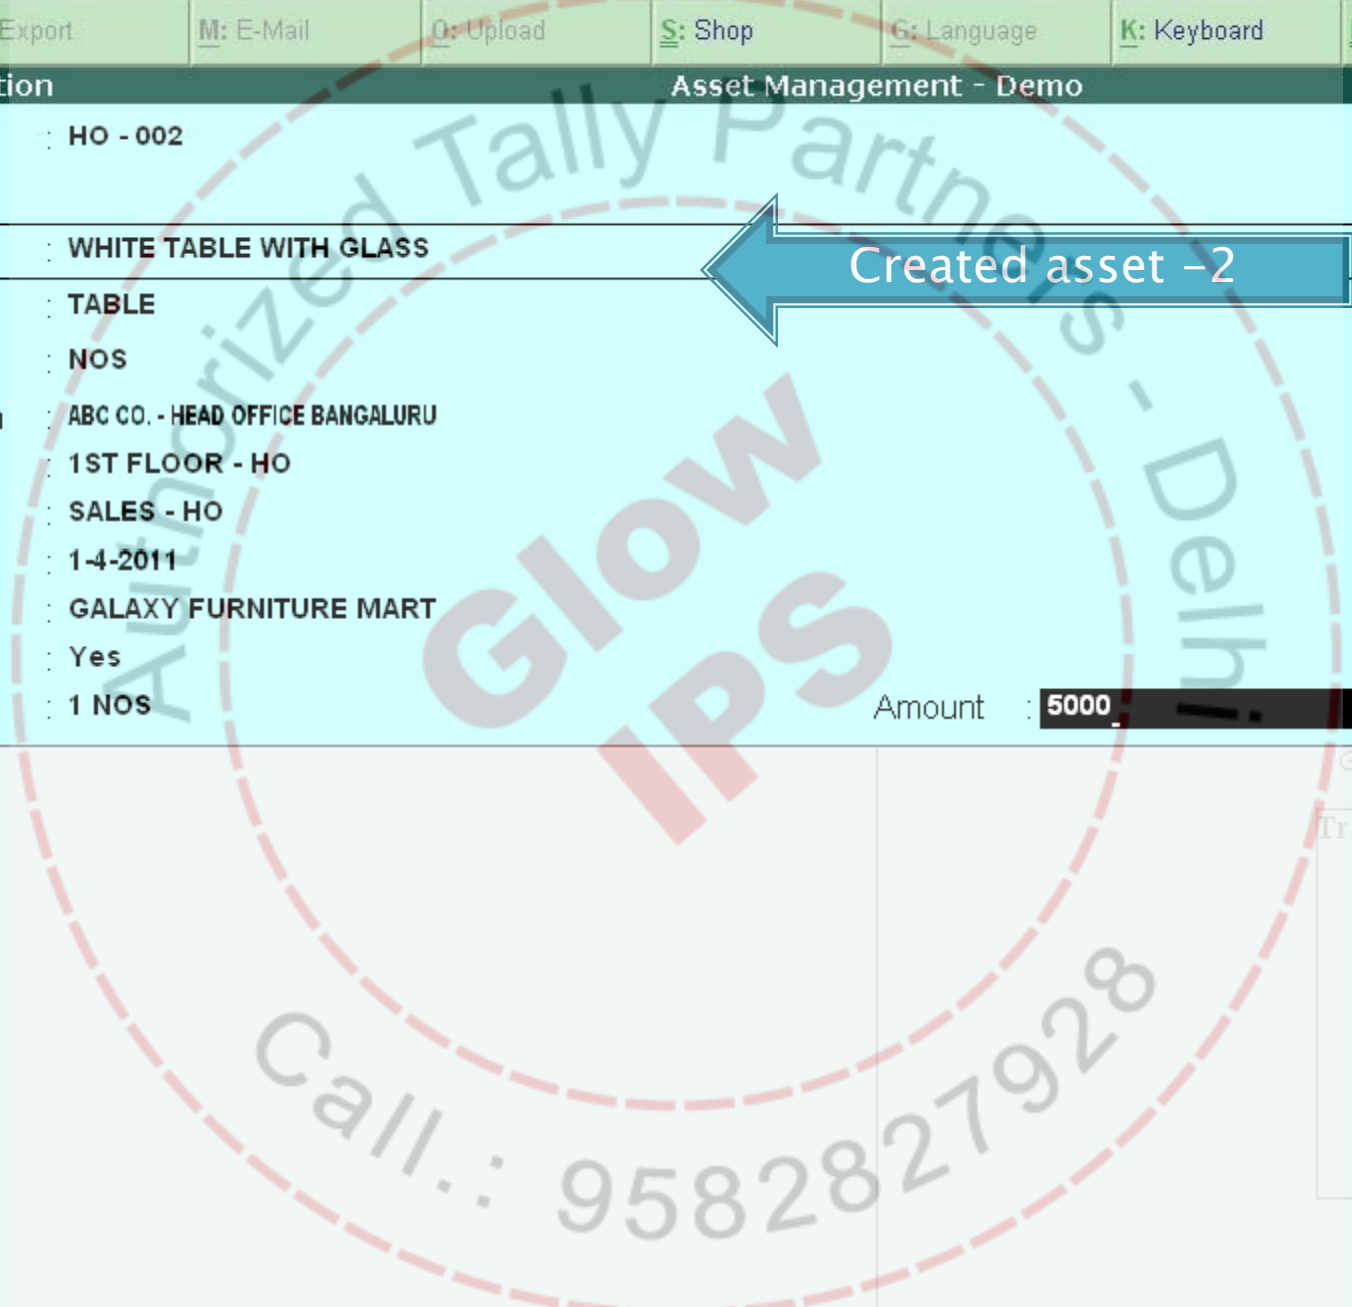 Export M: E-Mail O: Upload S: Shop G: Language K: Keyboard
tion Asset Management - Demo
: HO - 002
: WHITE TABLE WITH GLASS
Created asset -2
: TABLE
: NOS
: ABC CO. - HEAD OFFICE BANGALURU
: 1ST FLOOR - HO
: SALES - HO
: 1-4-2011
: GALAXY FURNITURE MART
: Yes
: 1 NOS Amount : 5000
Tr
Authorized Tally Partners - Delhi
Glow
IPS
Call.: 9582827928